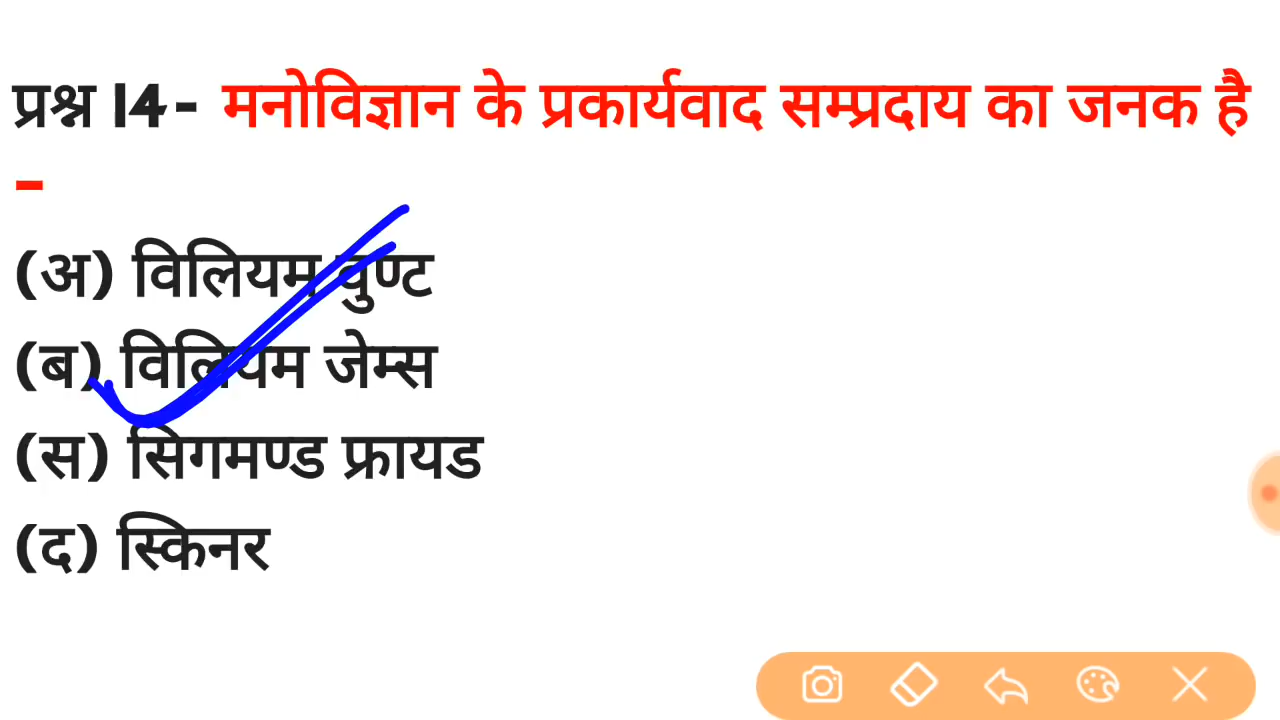 प्रश्न 14- मनोविज्ञान के प्रकार्यवाद सम्प्रदाय का जनक है
-
(अ) विलियम वुण्ट
(ब) विलियम जेम्स
(स) सिगमण्ड फ्रायड
(द) स्किनर